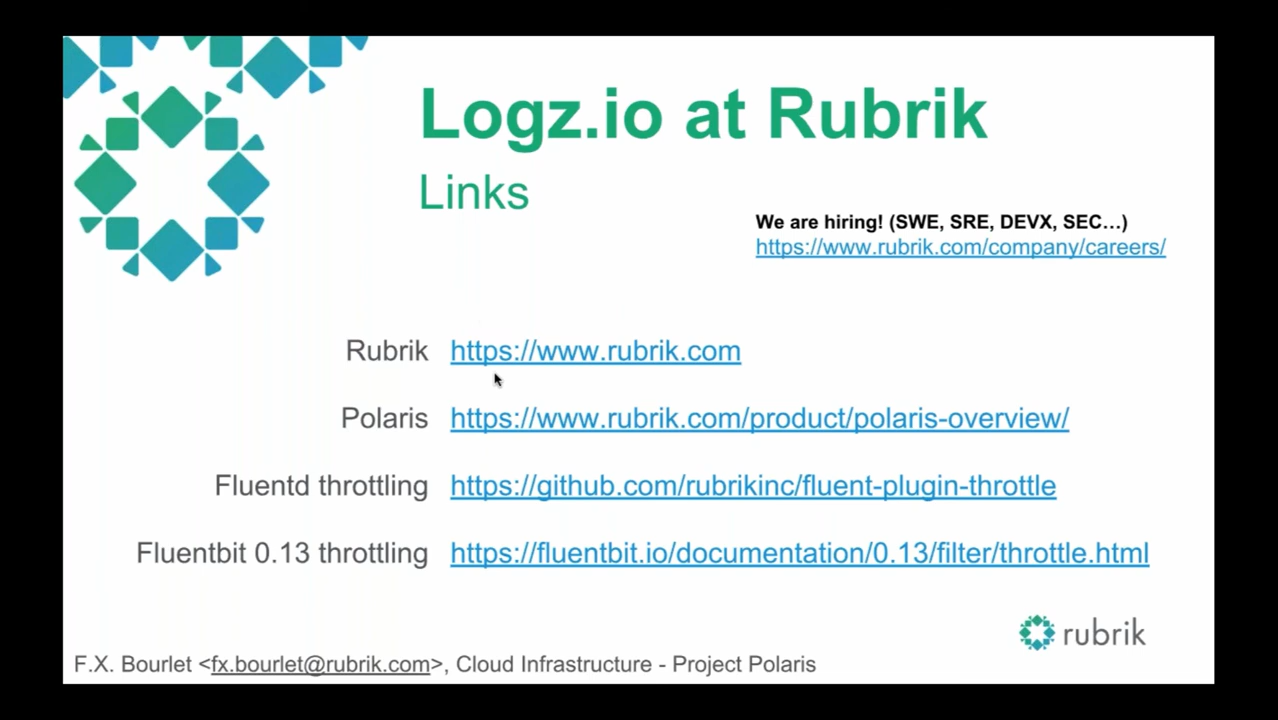 Logz.io at Rubrik
Links
We are hiring! (SWE, SRE, DEVX, SEC...)
https://www.rubrik.com/company/careers/
Rubrik https://www.rubrik.com
Polaris https://www.rubrik.com/product/polaris-overview/
Fluentd throttling https://github.com/rubrikinc/fluent-plugin-throttle
Fluentbit 0.13 throttling https://fluentbit.io/documentation/0.13/filter/throttle.html
rubrik
F.X. Bourlet <fx.bourlet@rubrik.com>, Cloud Infrastructure - Project Polaris